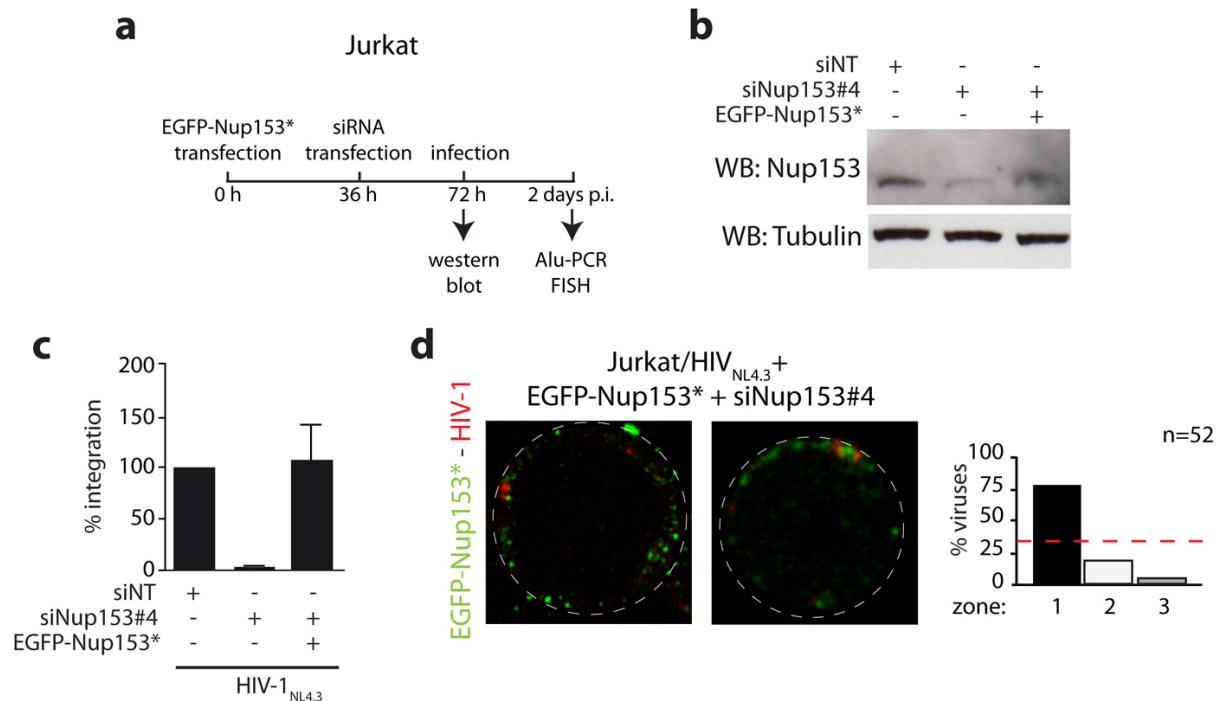 a
Jurkat
EGFP-Nup153* siRNA
transfection transfection infection
0 h 36 h 72 h 2 days p.i.
western Alu-PCR
blot FISH
b
siNT + - -
siNup153#4 - + +
EGFP-Nup153* - - +
WB: Nup153
WB: Tubulin
c
% integration
200
150
100
50
0
siNT + - -
siNup153#4 - + +
EGFP-Nup153* - - +
HIV-1NL4.3
d
Jurkat/HIVNL4.3+
EGFP-Nup153* + siNup153#4
EGFP-Nup153* - HIV-1
n=52
% viruses
100
75
50
25
0
zone: 1 2 3